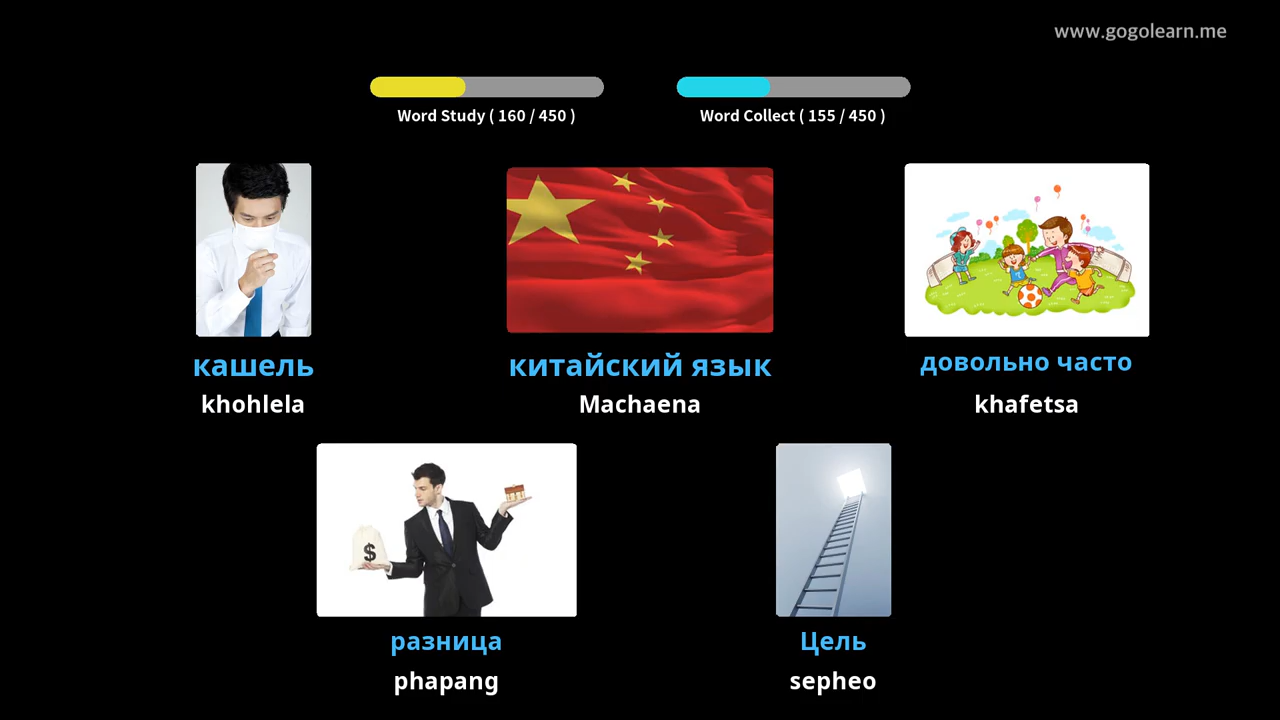 www.gogolearn.me
Word Study ( 160 / 450 )
Word Collect ( 155 / 450 )
кашель
khohlela
китайский язык
Machaena
довольно часто
khafetsa
$
разница
phapang
Цель
sepheo